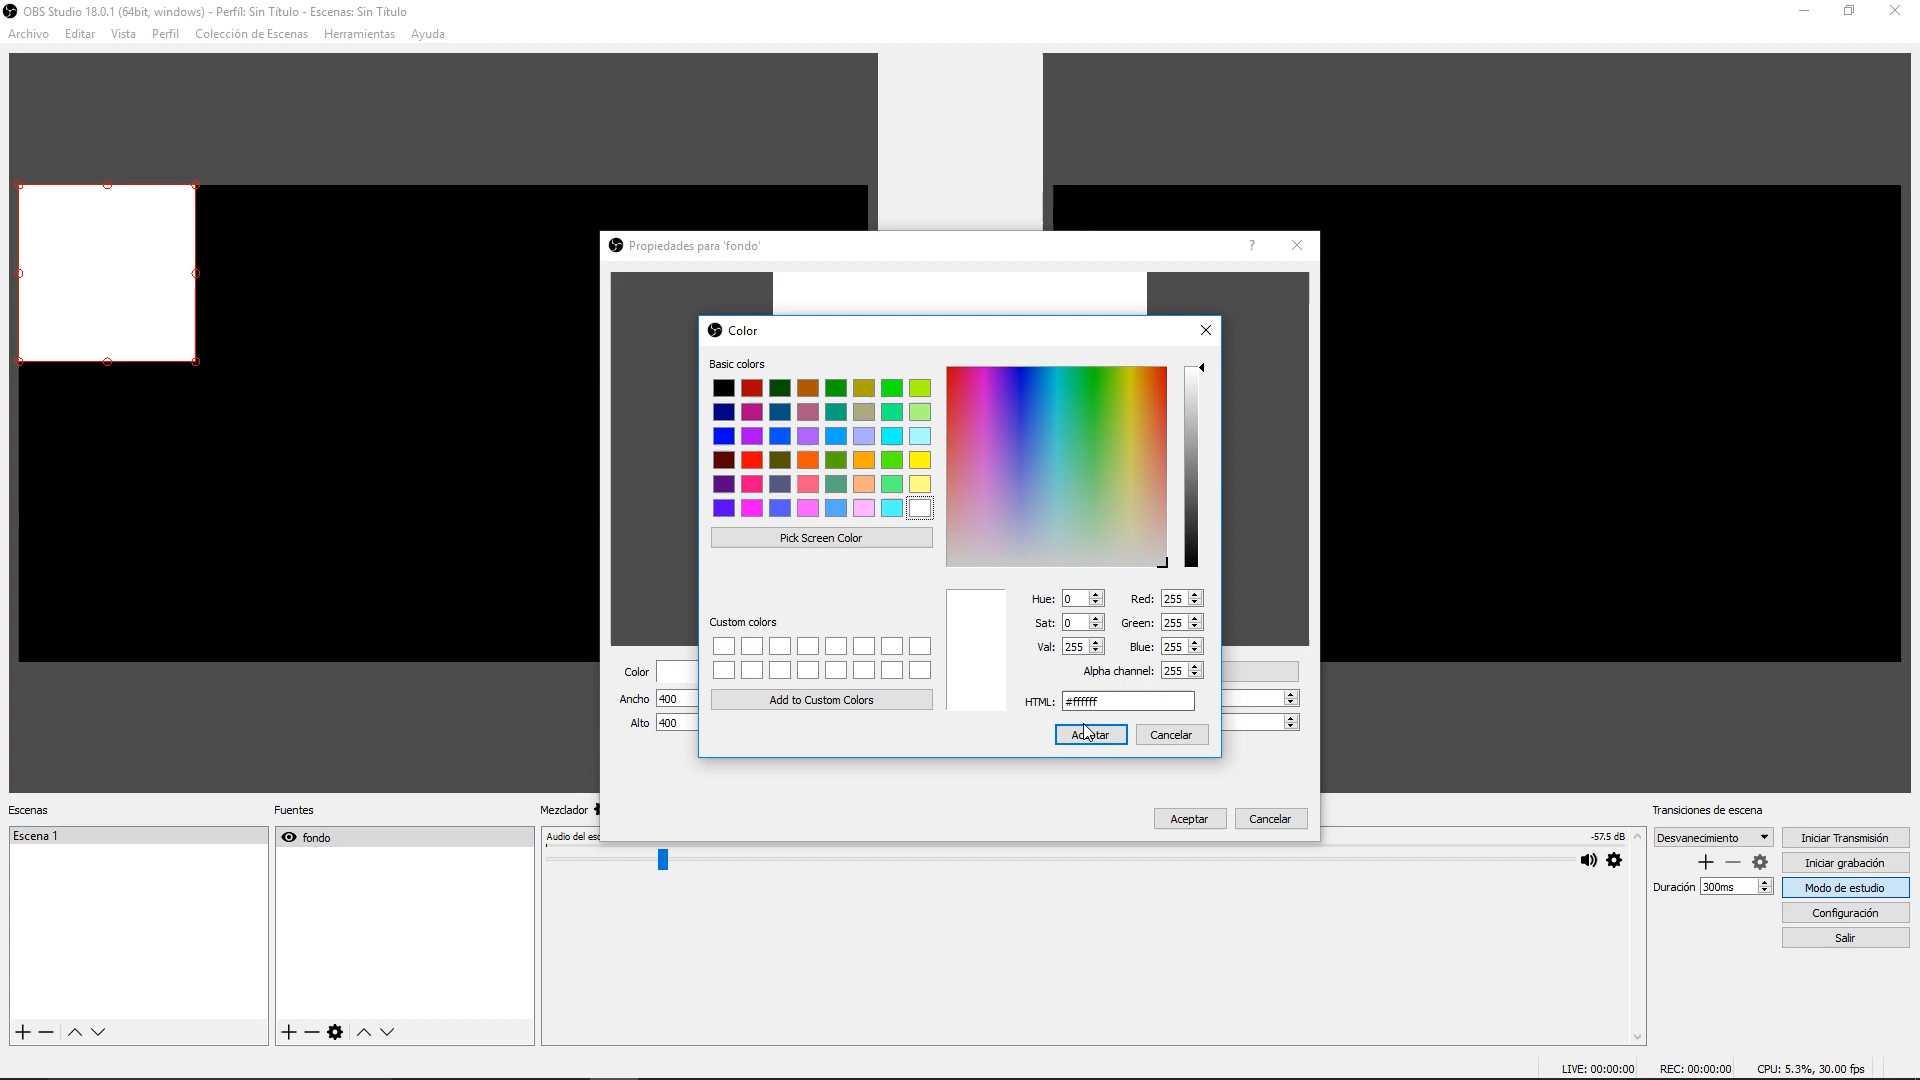 OBS Studio 18.0.1 (64bit, windows) - Perfil: Sin Título - Escenas: Sin Título
Archivo Editar Vista Perfil Colección de Escenas Herramientas Ayuda
Propiedades para 'fondo'
?
Color
Basic colors
Pick Screen Color
Custom colors
Add to Custom Colors
Hue: 0 Red: 255
Sat: 0 Green: 255
Val: 255 Blue: 255
Alpha channel: 255
HTML: #ffffff
Aceptar Cancelar
Color
Ancho 400
Alto 400
Aceptar Cancelar
Escenas
Escena 1
Fuentes
fondo
Mezclador
Audio del esc
-57.5 dB
Transiciones de escena
Desvanecimiento
Duración 300ms
Iniciar Transmisión
Iniciar grabación
Modo de estudio
Configuración
Salir
LIVE: 00:00:00 REC: 00:00:00 CPU: 5.3%, 30.00 fps